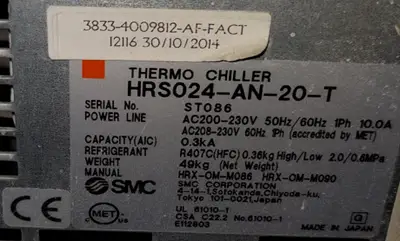 3833-4009812-AF-FACT
12116 30/10/2014
THERMO CHILLER
HRS024-AN-20-T
SERIAL No. ST086
POWER LINE AC200-230V 50Hz/60Hz 1Ph 10.0A
AC208-230V 60Hz 1Ph (accredited by MET)
CAPACITY(AIC) 0.3kA
REFRIGERANT R407C(HFC) 0.36kg High/Low 2.0/0.6MPa
WEIGHT (Weight) 49kg (Net Weight)
MANUAL HRX-OM-M086 HRX-OM-M090
SMC SMC CORPORATION
4-14-1,Sotokanda,Chiyoda-ku,
Tokyo 101-0021,Japan
CE
MET
C US
UL 61010-1
CSA C22.2 No.61010-1
E112803
MADE IN JAPAN
G